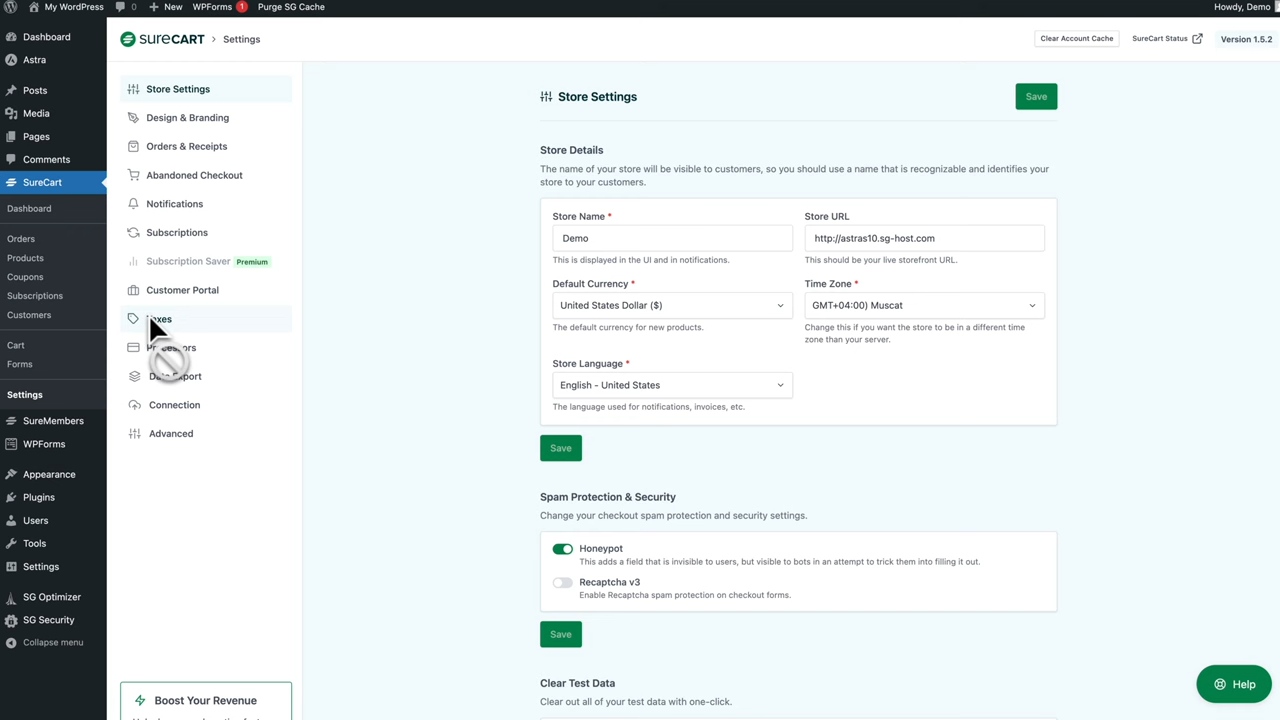 My WordPress 0 New WPForms 1 Purge SG Cache Howdy, Demo
Dashboard
Astra
Posts
Media
Pages
Comments
SureCart
Dashboard
Orders
Products
Coupons
Subscriptions
Customers
Cart
Forms
Settings
SureMembers
WPForms
Appearance
Plugins
Users
Tools
Settings
SG Optimizer
SG Security
Collapse menu
SURECART > Settings
Clear Account Cache
SureCart Status
Version 1.5.2
Store Settings
Design & Branding
Orders & Receipts
Abandoned Checkout
Notifications
Subscriptions
Subscription Saver Premium
Customer Portal
Connection
Advanced
Boost Your Revenue
Store Settings
Save
Store Details
The name of your store will be visible to customers, so you should use a name that is recognizable and identifies your
store to your customers.
Store Name *
Demo
This is displayed in the UI and in notifications.
Store URL
http://astras10.sg-host.com
This should be your live storefront URL.
Default Currency *
United States Dollar ($)
The default currency for new products.
Time Zone *
GMT+04:00) Muscat
Change this if you want the store to be in a different time
zone than your server.
Store Language *
English - United States
The language used for notifications, invoices, etc.
Save
Spam Protection & Security
Change your checkout spam protection and security settings.
Honeypot
This adds a field that is invisible to users, but visible to bots in an attempt to trick them into filling it out.
Recaptcha v3
Enable Recaptcha spam protection on checkout forms.
Save
Clear Test Data
Clear out all of your test data with one-click.
Help